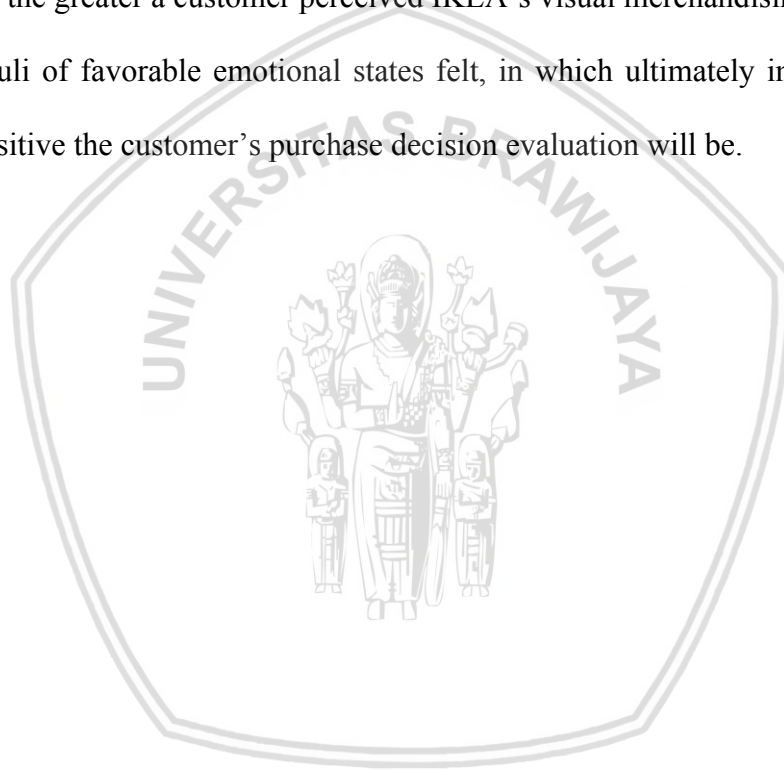 the greater a customer perceived IKEA's visual merchandisin
uli of favorable emotional states felt, in which ultimately in
sitive the customer's purchase decision evaluation will be.
UNIVERSITAS BRAWIJAYA